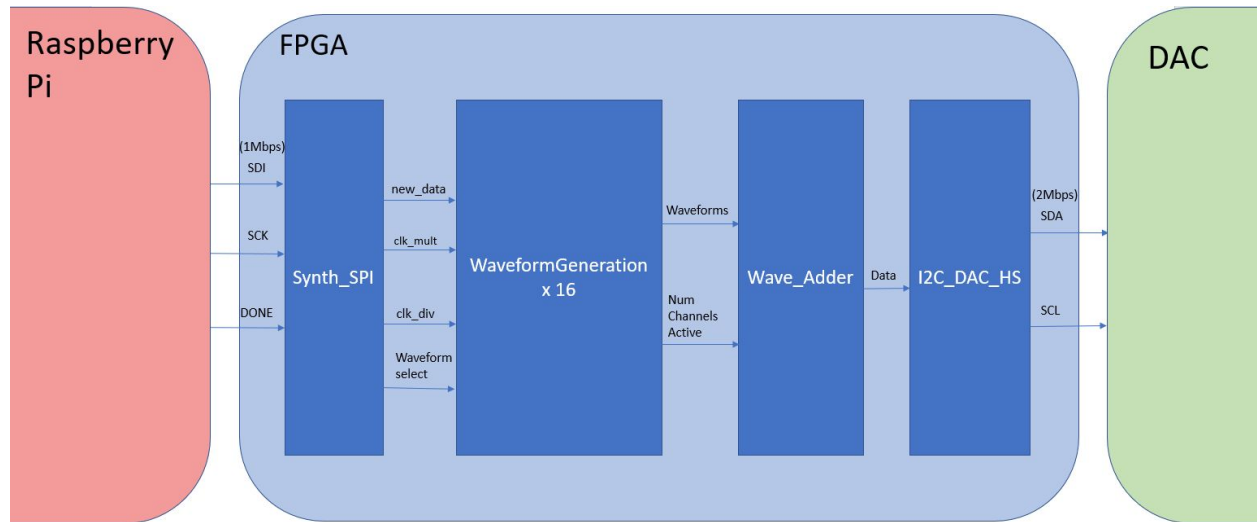 Raspberry
Pi
FPGA
DAC
(1Mbps)
SDI
SCK
DONE
Synth_SPI
new_data
clk_mult
clk_div
Waveform
select
WaveformGeneration
x 16
Waveforms
Num
Channels
Active
Wave_Adder
Data
I2C_DAC_HS
(2Mbps)
SDA
SCL